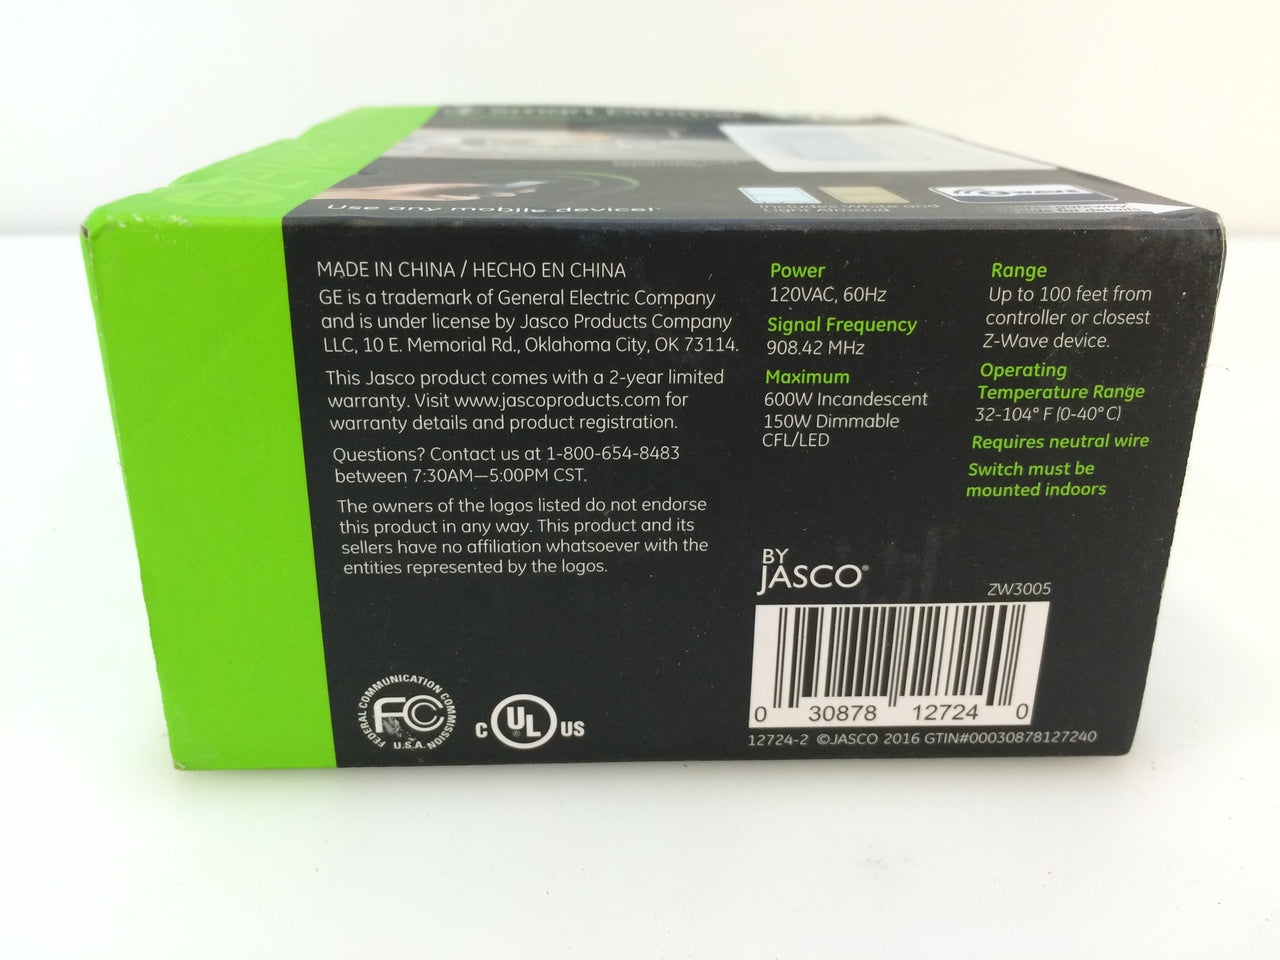 Use any mobile device!
Light Almond
MADE IN CHINA / HECHO EN CHINA
GE is a trademark of General Electric Company
and is under license by Jasco Products Company
LLC, 10 E. Memorial Rd., Oklahoma City, OK 73114.
This Jasco product comes with a 2-year limited
warranty. Visit www.jascoproducts.com for
warranty details and product registration.
Questions? Contact us at 1-800-654-8483
between 7:30AM—5:00PM CST.
The owners of the logos listed do not endorse
this product in any way. This product and its
sellers have no affiliation whatsoever with the
entities represented by the logos.
FEDERAL COMMUNICATION COMMISSION
FC
U.S.A.
C UL US
®
Power
120VAC, 60Hz
Signal Frequency
908.42 MHz
Maximum
600W Incandescent
150W Dimmable
CFL/LED
Range
Up to 100 feet from
controller or closest
Z-Wave device.
Operating
Temperature Range
32-104° F (0-40° C)
Requires neutral wire
Switch must be
mounted indoors
BY
JASCO®
ZW3005
0 30878 12724 0
12724-2 ©JASCO 2016 GTIN#00030878127240